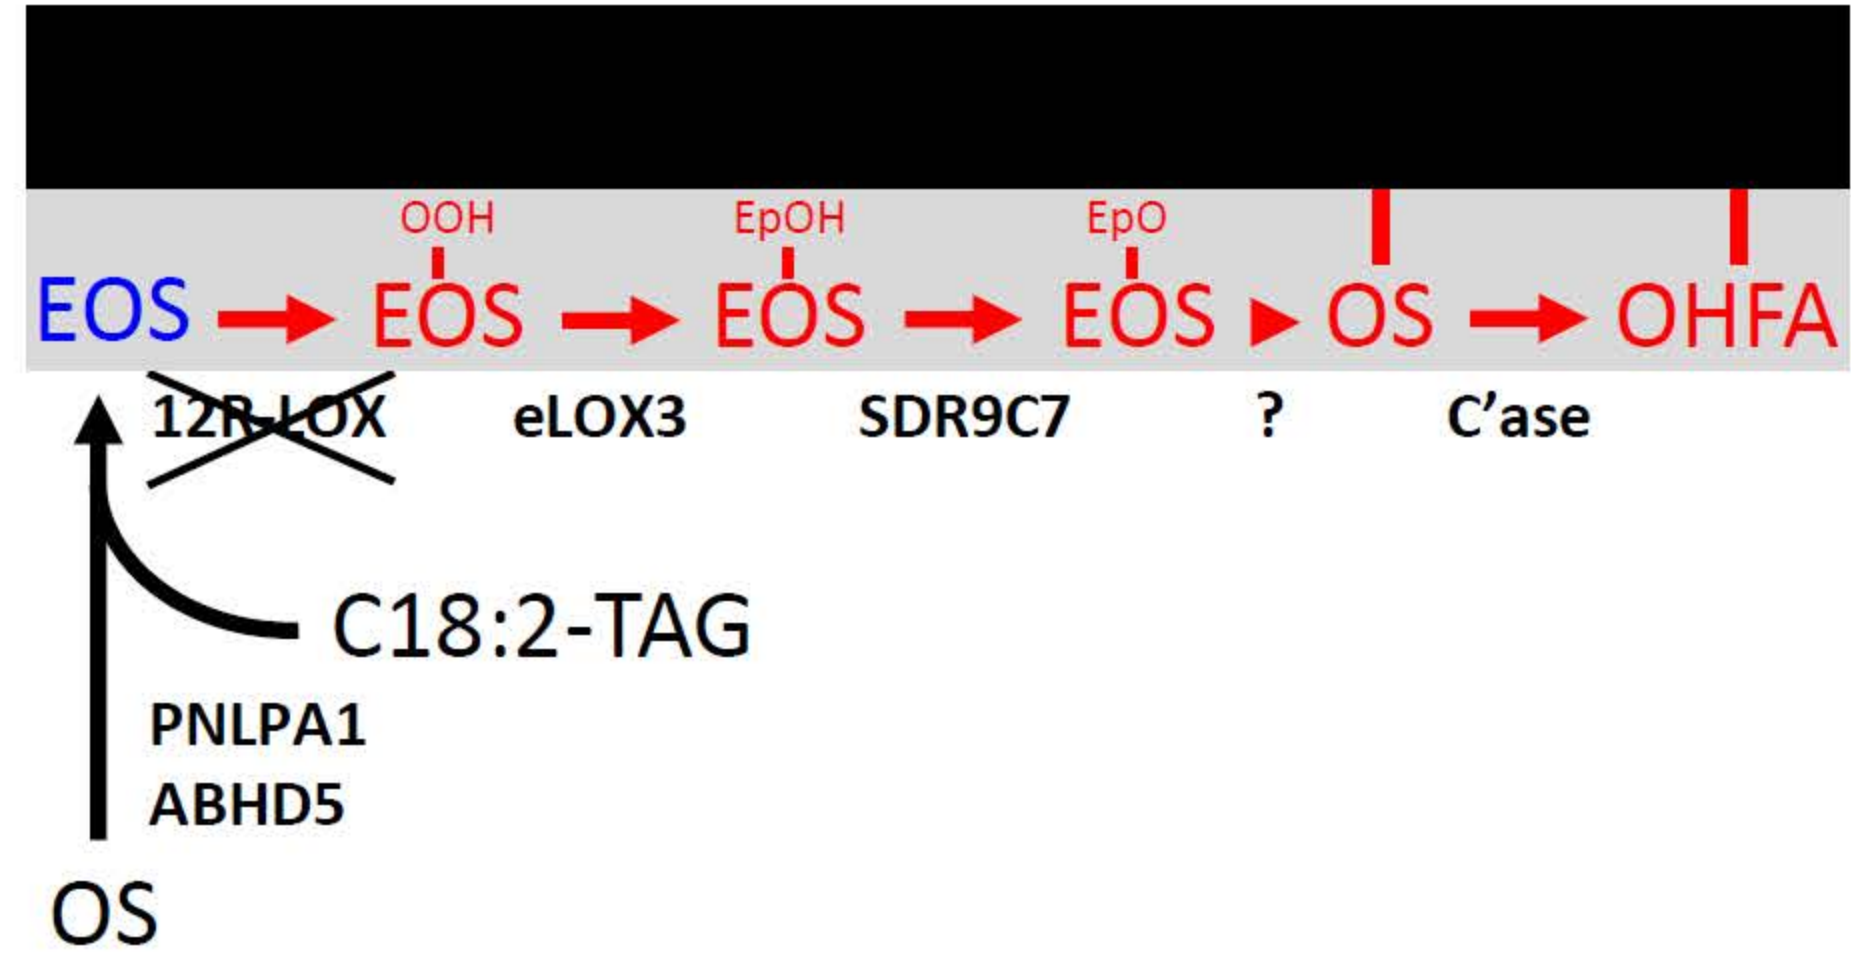 OOH EpOH EpO
EOS EOS EOS EOS OS OHFA
12R-LOX eLOX3 SDR9C7 ? C'ase
C18:2-TAG
PNLPA1
ABHD5
OS